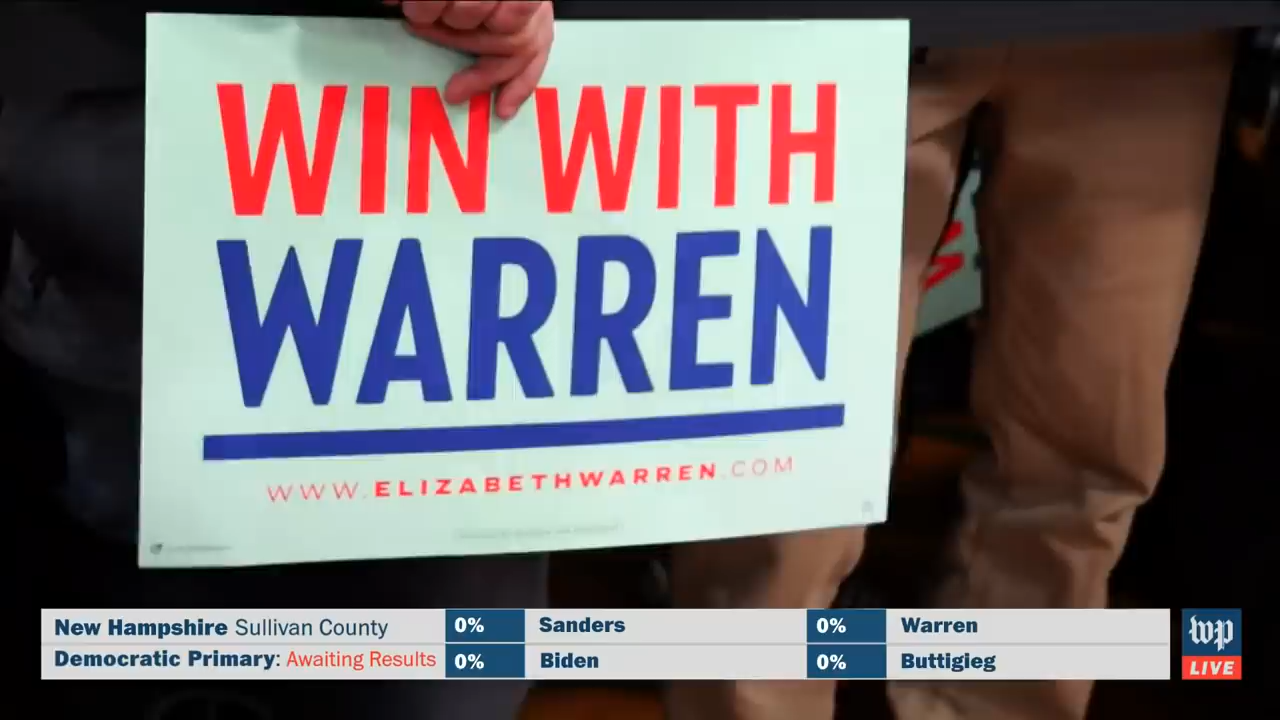 WIN WITH
WARREN
WWW.ELIZABETHWARREN.COM
New Hampshire Sullivan County
Democratic Primary: Awaiting Results
0% Sanders
0% Warren
0% Biden
0% Buttigieg
wp
LIVE